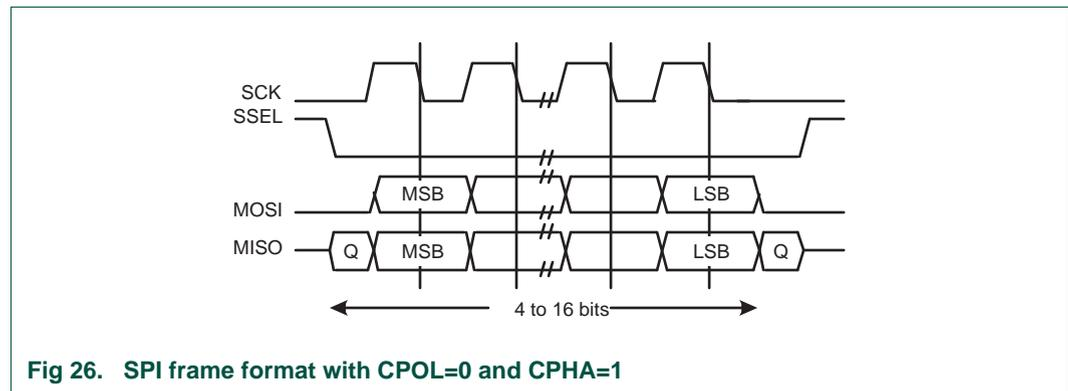 SCK
SSEL
MOSI MSB LSB
MISO Q MSB LSB Q
4 to 16 bits
Fig 26. SPI frame format with CPOL=0 and CPHA=1